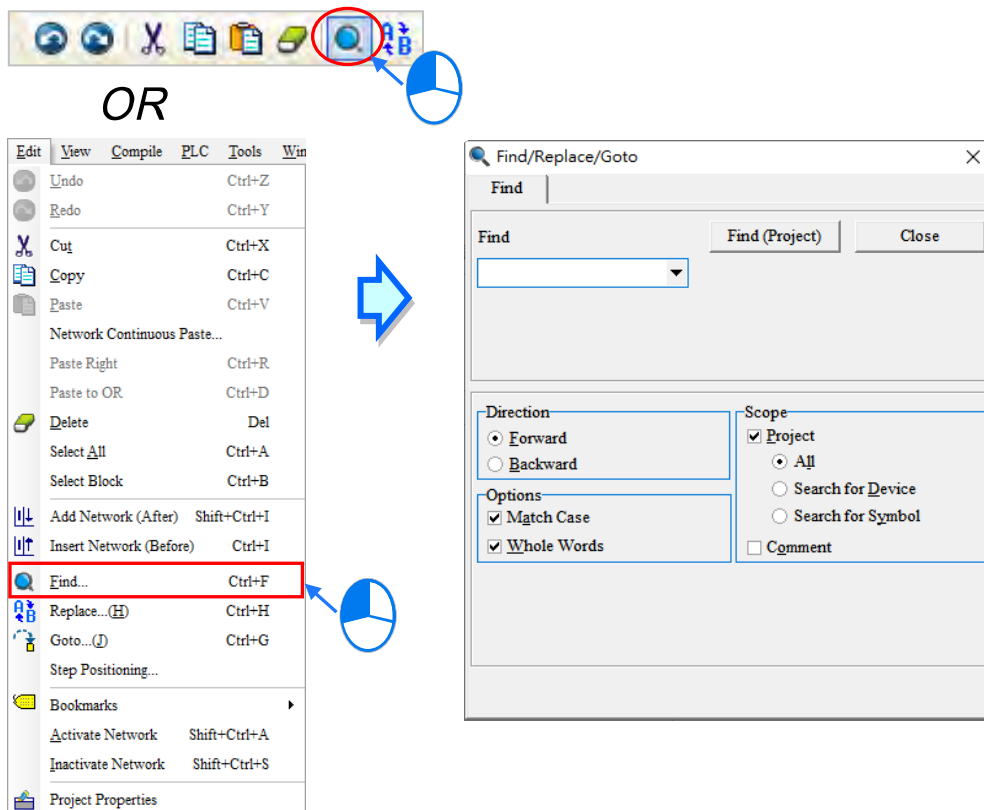 A
B
OR
Edit View Compile PLC Tools Win
Undo Ctrl+Z
Redo Ctrl+Y
Cut Ctrl+X
Copy Ctrl+C
Paste Ctrl+V
Network Continuous Paste...
Paste Right Ctrl+R
Paste to OR Ctrl+D
Delete Del
Select All Ctrl+A
Select Block Ctrl+B
Add Network (After) Shift+Ctrl+I
Insert Network (Before) Ctrl+I
Find... Ctrl+F
Replace...(H) Ctrl+H
Goto...(J) Ctrl+G
Step Positioning...
Bookmarks
Activate Network Shift+Ctrl+A
Inactivate Network Shift+Ctrl+S
Project Properties
Find/Replace/Goto
Find
Find
Find (Project) Close
Direction
Forward
Backward
Options
Match Case
Whole Words
Scope
Project
All
Search for Device
Search for Symbol
Comment